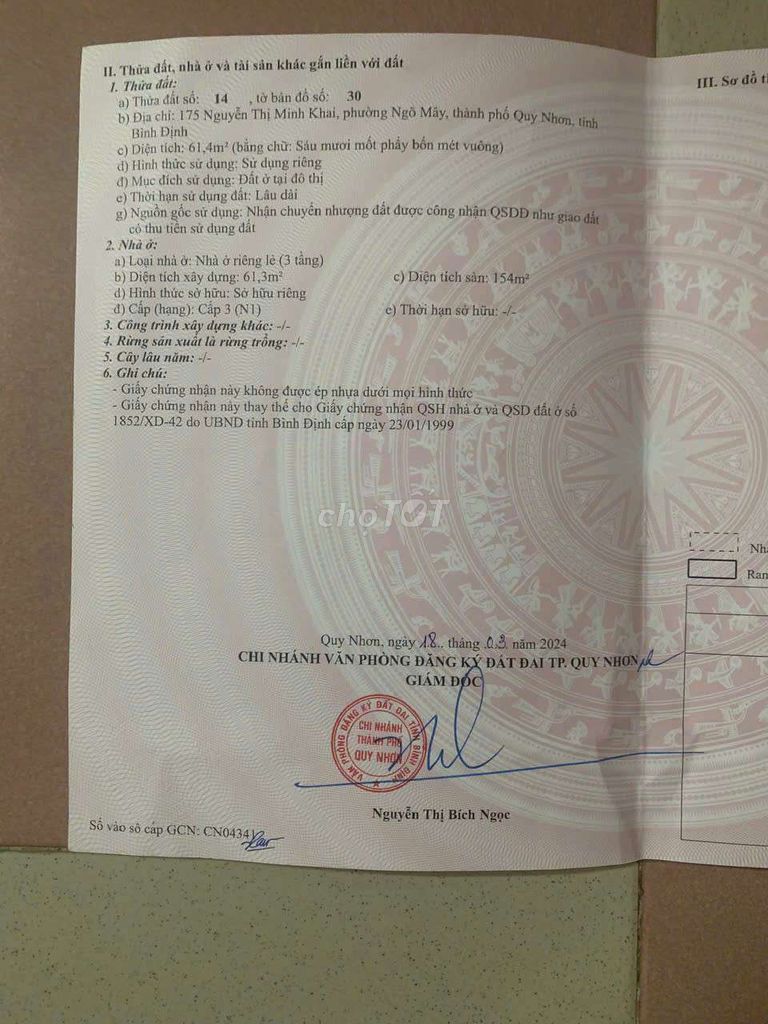 II. Thửa đất, nhà ở và tài sản khác gắn liền với đất
1. Thửa đất:
a) Thửa đất số: 14 , tờ bản đồ số: 30
b) Địa chỉ: 175 Nguyễn Thị Minh Khai, phường Ngô Mây, thành phố Quy Nhơn, tỉnh
Bình Định
c) Diện tích: 61,4m² (bằng chữ: Sáu mươi mốt phẩy bốn mét vuông)
d) Hình thức sử dụng: Sử dụng riêng
đ) Mục đích sử dụng: Đất ở tại đô thị
e) Thời hạn sử dụng đất: Lâu dài
g) Nguồn gốc sử dụng: Nhận chuyển nhượng đất được công nhận QSDĐ như giao đất
có thu tiền sử dụng đất
2. Nhà ở:
a) Loại nhà ở: Nhà ở riêng lẻ (3 tầng)
b) Diện tích xây dựng: 61,3m² c) Diện tích sàn: 154m²
d) Hình thức sở hữu: Sở hữu riêng
đ) Cấp (hạng): Cấp 3 (N1) e) Thời hạn sở hữu: -/-
3. Công trình xây dựng khác: -/-
4. Rừng sản xuất là rừng trồng: -/-
5. Cây lâu năm: -/-
6. Ghi chú:
- Giấy chứng nhận này không được ép nhựa dưới mọi hình thức
- Giấy chứng nhận này thay thế cho Giấy chứng nhận QSH nhà ở và QSD đất ở số
1852/XD-42 do UBND tỉnh Bình Định cấp ngày 23/01/1999
III. Sơ đồ t
chợTỐT
Nh
Ran
Quy Nhơn, ngày 18.. tháng .03. năm 2024
CHI NHÁNH VĂN PHÒNG ĐĂNG KÝ ĐẤT ĐAI TP. QUY NHƠN
GIÁM ĐỐC
VĂN PHÒNG ĐĂNG KÝ ĐẤT ĐAI TỈNH BÌNH ĐỊNH
CHI NHÁNH
THÀNH PHỐ
QUY NHƠN
Nguyễn Thị Bích Ngọc
Số vào sổ cấp GCN: CN0434